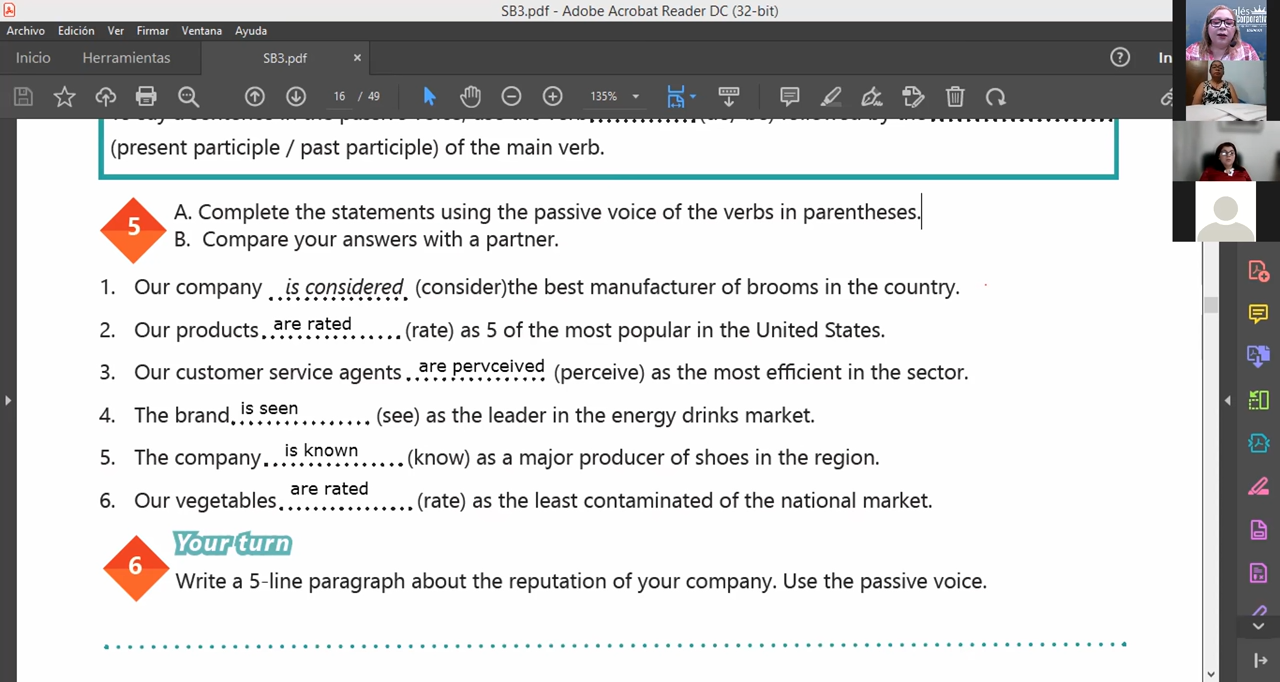 SB3.pdf - Adobe Acrobat Reader DC (32-bit)
Archivo Edición Ver Firmar Ventana Ayuda
Inicio Herramientas SB3.pdf × ? In
16 / 49 135%
(present participle / past participle) of the main verb.
5 A. Complete the statements using the passive voice of the verbs in parentheses.
B. Compare your answers with a partner.
1. Our company is considered (consider)the best manufacturer of brooms in the country.
2. Our products are rated (rate) as 5 of the most popular in the United States.
3. Our customer service agents are pervceived (perceive) as the most efficient in the sector.
4. The brand is seen (see) as the leader in the energy drinks market.
5. The company is known (know) as a major producer of shoes in the region.
6. Our vegetables are rated (rate) as the least contaminated of the national market.
Your turn
6 Write a 5-line paragraph about the reputation of your company. Use the passive voice.